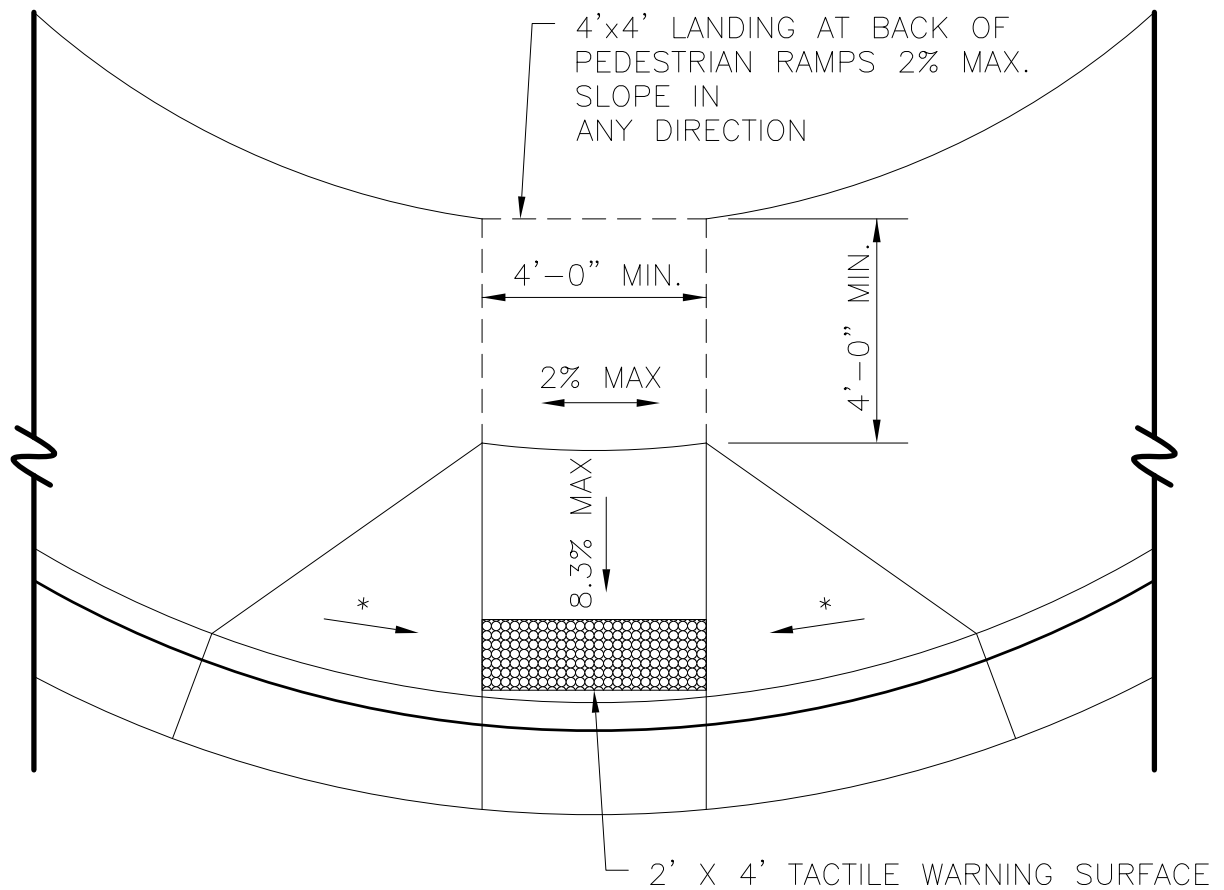 4'x4' LANDING AT BACK OF
PEDESTRIAN RAMPS 2% MAX.
SLOPE IN
ANY DIRECTION
4'-0" MIN.
4'-0" MIN.
2% MAX
8.3% MAX
*
*
2' X 4' TACTILE WARNING SURFACE